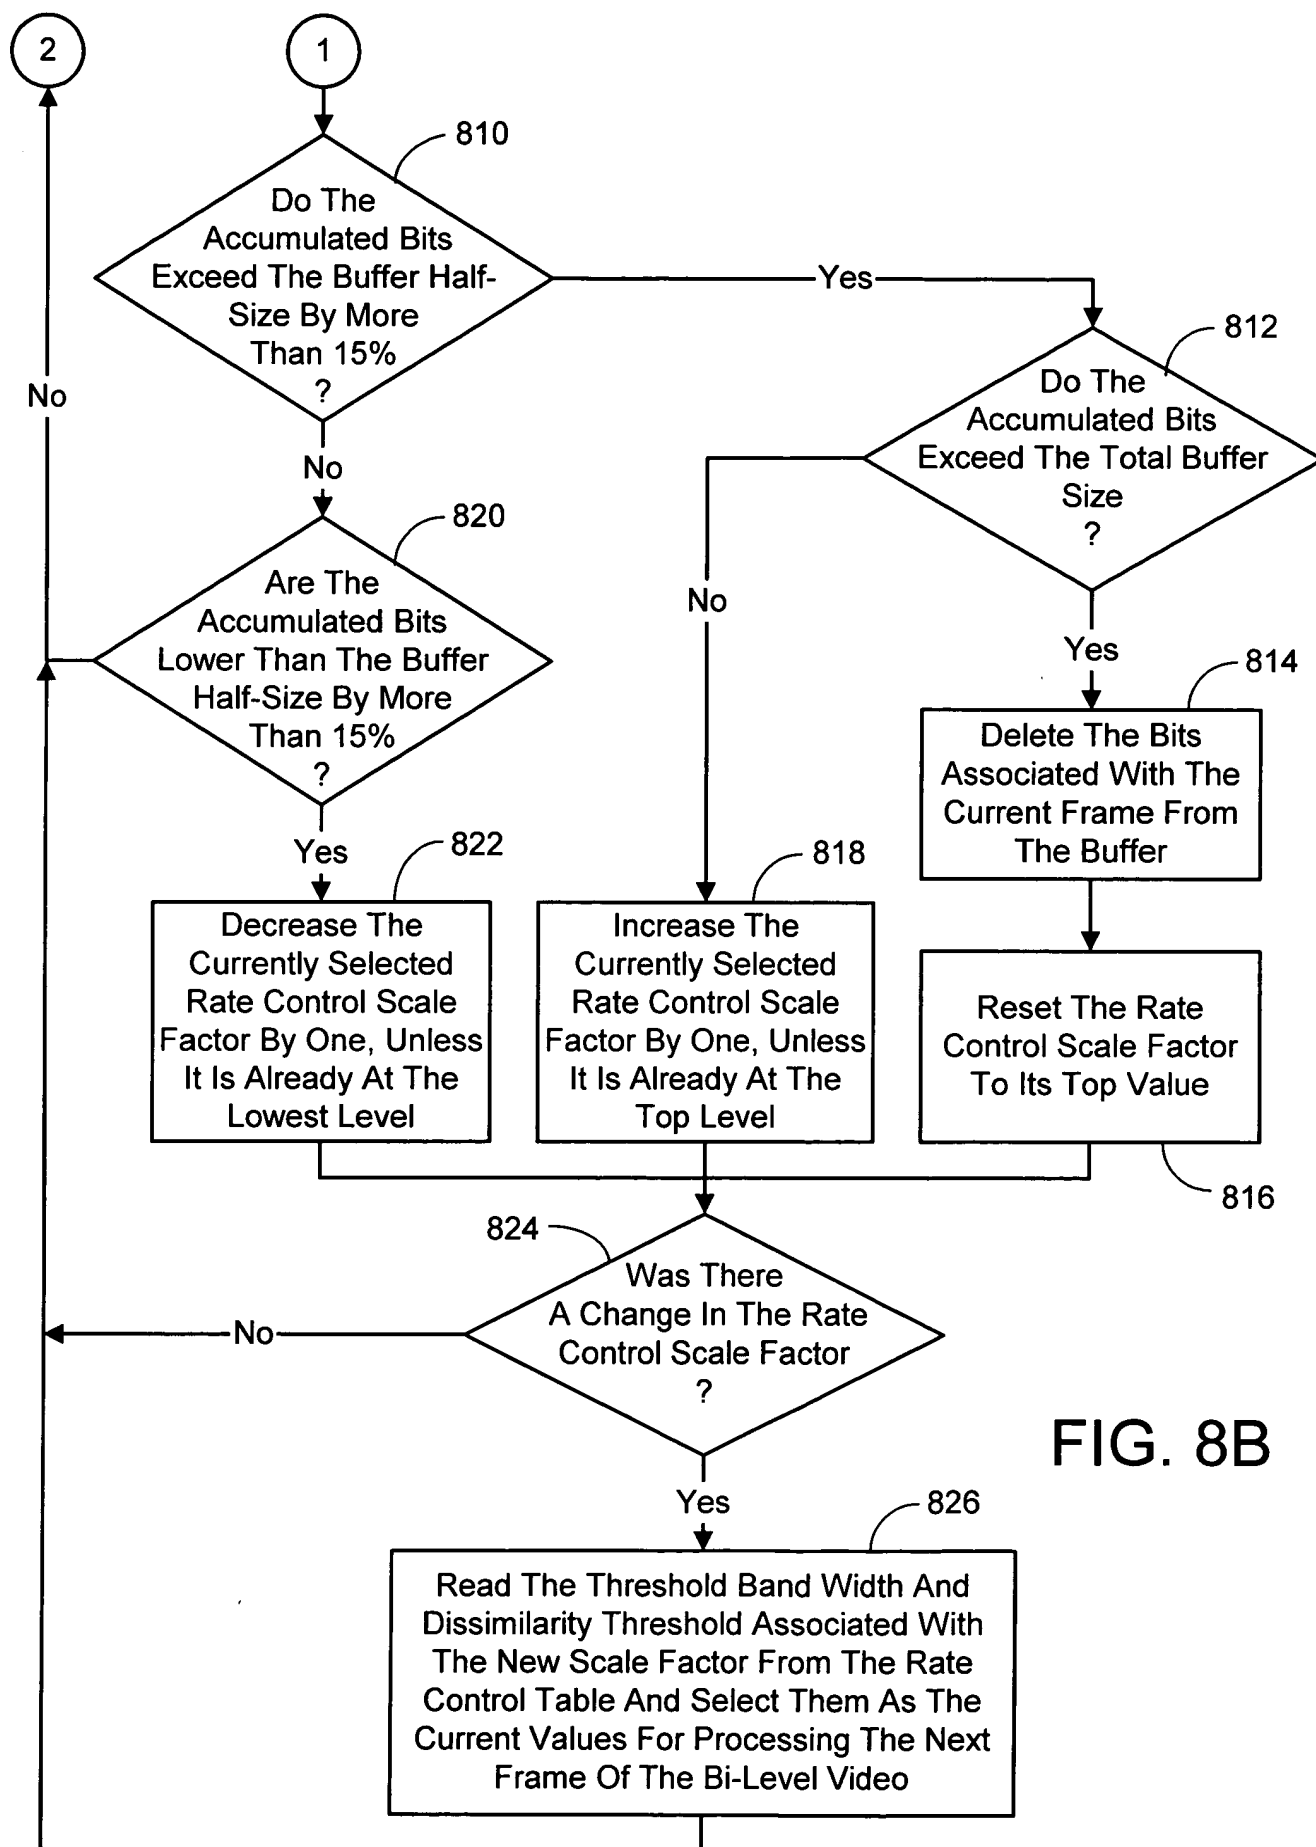 2
1
810
Do The
Accumulated Bits
Exceed The Buffer Half-
Size By More
Than 15%
?
Yes
812
Do The
Accumulated Bits
Exceed The Total Buffer
Size
?
No
No
820
Are The
Accumulated Bits
Lower Than The Buffer
Half-Size By More
Than 15%
?
No
Yes
814
Delete The Bits
Associated With The
Current Frame From
The Buffer
Yes
822
Decrease The
Currently Selected
Rate Control Scale
Factor By One, Unless
It Is Already At The
Lowest Level
818
Increase The
Currently Selected
Rate Control Scale
Factor By One, Unless
It Is Already At The
Top Level
Reset The Rate
Control Scale Factor
To Its Top Value
816
824
Was There
A Change In The Rate
Control Scale Factor
?
No
FIG. 8B
Yes
826
Read The Threshold Band Width And
Dissimilarity Threshold Associated With
The New Scale Factor From The Rate
Control Table And Select Them As The
Current Values For Processing The Next
Frame Of The Bi-Level Video